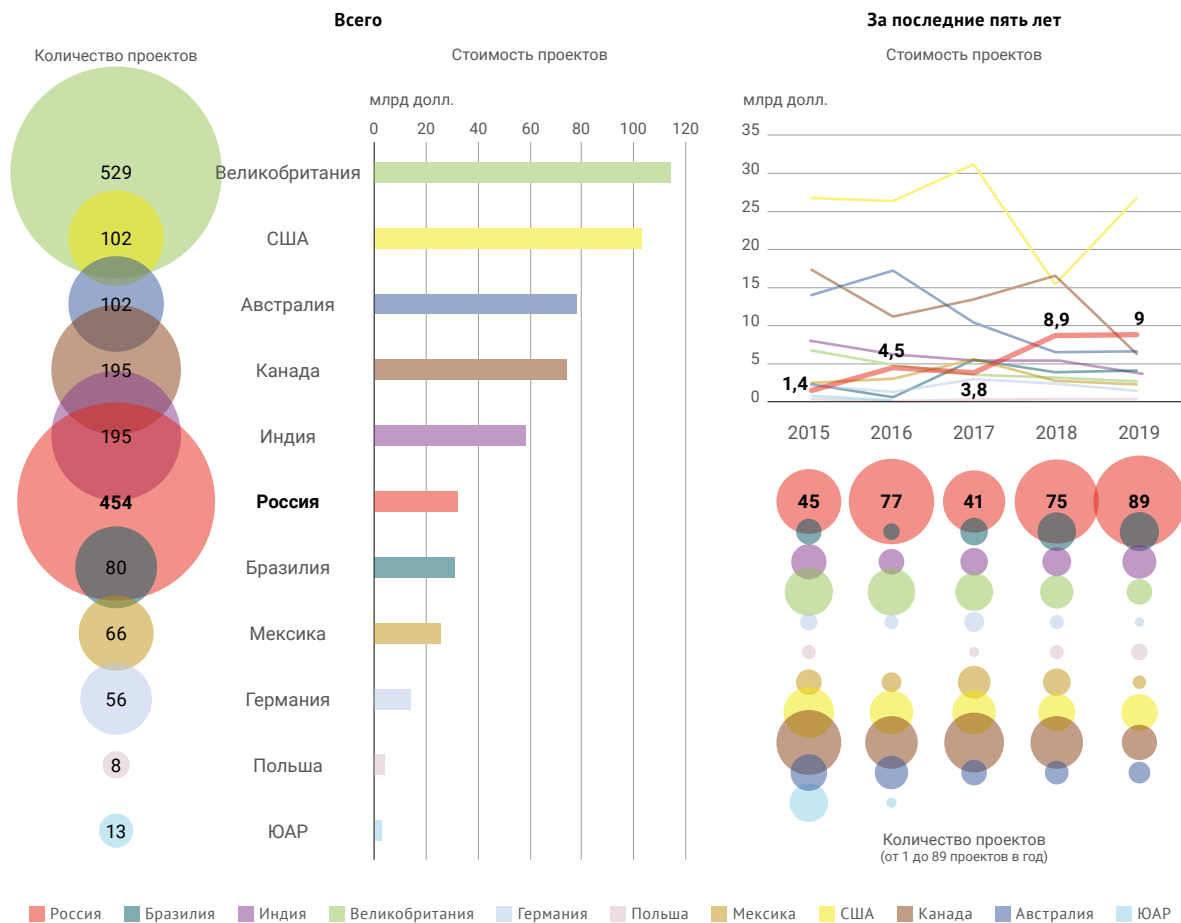 Всего
Количество проектов
Стоимость проектов
млрд долл.
0 20 40 60 80 100 120
529 Великобритания
102 США
102 Австралия
195 Канада
195 Индия
454 Россия
80 Бразилия
66 Мексика
56 Германия
8 Польша
13 ЮАР
За последние пять лет
Стоимость проектов
млрд долл.
35
30
25
20
15
10
5
0
1,4
4,5
3,8
8,9
9
2015 2016 2017 2018 2019
45 77 41 75 89
Количество проектов
(от 1 до 89 проектов в год)
Россия Бразилия Индия Великобритания Германия Польша Мексика США Канада Австралия ЮАР